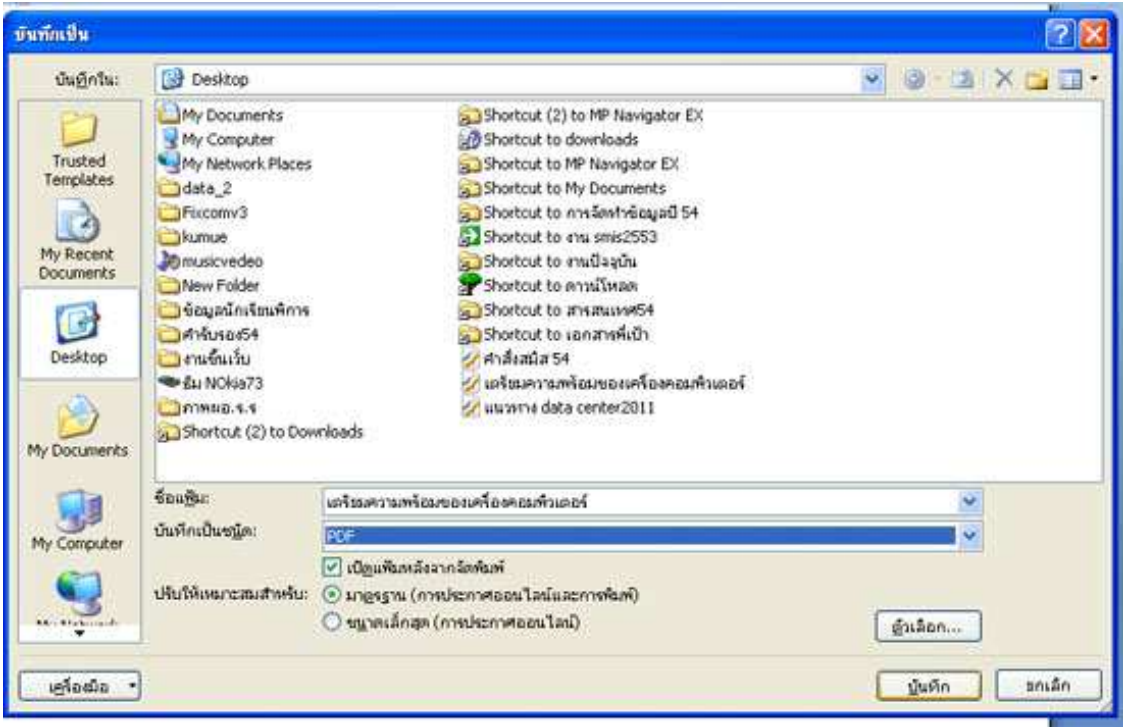 บันทึกเป็น
บันทึกใน:
Desktop
Trusted
Templates
My Recent
Documents
Desktop
My Documents
My Computer
My Documents
My Computer
My Network Places
data_2
Fixcomv3
kumue
musicvedeo
New Folder
ข้อมูลนักเรียนพิการ
คำรับรอง54
งานขึ้นเว็บ
ธีม NOkia73
ภาพผอ.ร.ร
Shortcut (2) to Downloads
Shortcut (2) to MP Navigator EX
Shortcut to downloads
Shortcut to MP Navigator EX
Shortcut to My Documents
Shortcut to การจัดทำข้อมูลปี 54
Shortcut to งาน smis2553
Shortcut to งานปัจจุบัน
Shortcut to ดาวน์โหลด
Shortcut to สารสนเทศ54
Shortcut to เอกสารพี่เป้า
คำสั่งสมิส 54
เตรียมความพร้อมของเครื่องคอมพิวเตอร์
แนวทาง data center2011
ชื่อแฟ้ม:
เตรียมความพร้อมของเครื่องคอมพิวเตอร์
บันทึกเป็นชนิด:
PDF
เปิดแฟ้มหลังจากจัดพิมพ์
ปรับให้เหมาะสมสำหรับ:
มาตรฐาน (การประกาศออนไลน์และการพิมพ์)
ขนาดเล็กสุด (การประกาศออนไลน์)
ตัวเลือก...
เครื่องมือ
บันทึก
ยกเลิก